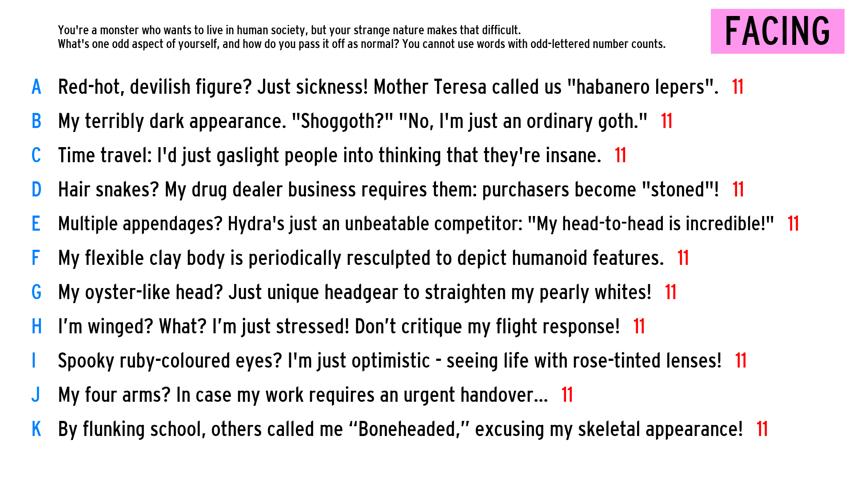 You're a monster who wants to live in human society, but your strange nature makes that difficult.
What's one odd aspect of yourself, and how do you pass it off as normal? You cannot use words with odd-lettered number counts.
FACING
A Red-hot, devilish figure? Just sickness! Mother Teresa called us "habanero lepers". 11
B My terribly dark appearance. "Shoggoth?" "No, I'm just an ordinary goth." 11
C Time travel: I'd just gaslight people into thinking that they're insane. 11
D Hair snakes? My drug dealer business requires them: purchasers become "stoned"! 11
E Multiple appendages? Hydra's just an unbeatable competitor: "My head-to-head is incredible!" 11
F My flexible clay body is periodically resculpted to depict humanoid features. 11
G My oyster-like head? Just unique headgear to straighten my pearly whites! 11
H I’m winged? What? I’m just stressed! Don’t critique my flight response! 11
I Spooky ruby-coloured eyes? I'm just optimistic - seeing life with rose-tinted lenses! 11
J My four arms? In case my work requires an urgent handover... 11
K By flunking school, others called me “Boneheaded,” excusing my skeletal appearance! 11